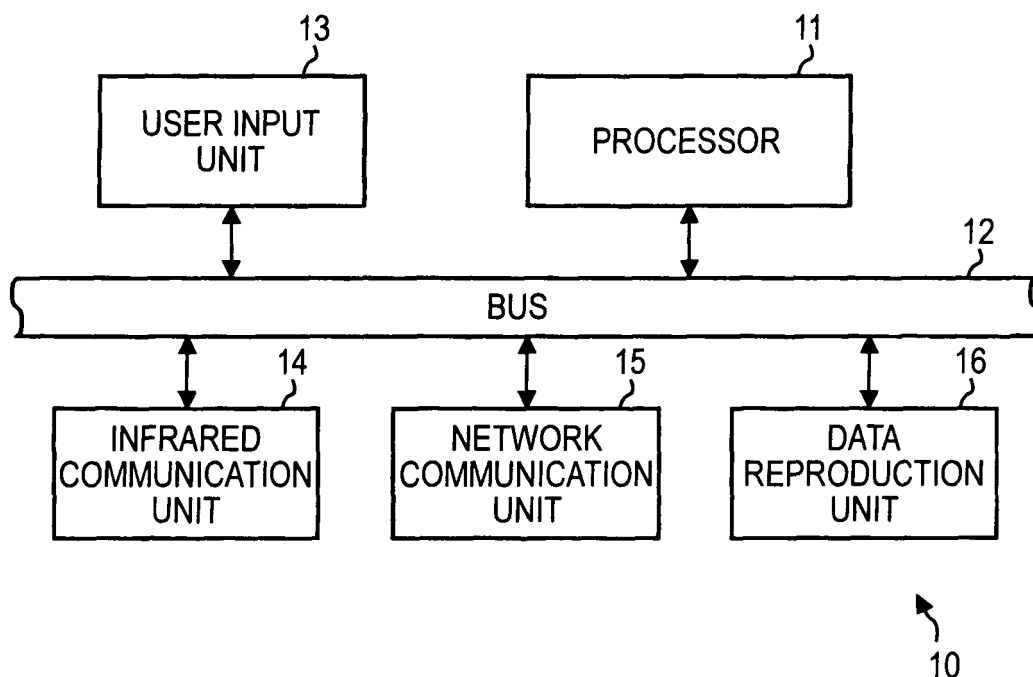 13
11
USER INPUT
UNIT
PROCESSOR
12
BUS
14
15
16
INFRARED
COMMUNICATION
UNIT
NETWORK
COMMUNICATION
UNIT
DATA
REPRODUCTION
UNIT
10